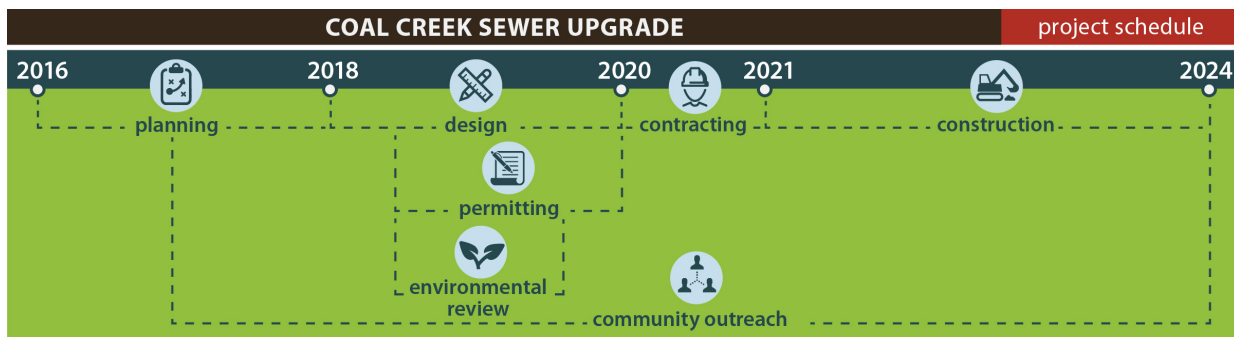 COAL CREEK SEWER UPGRADE
project schedule
2016 2018 2020 2021 2024
planning design contracting construction
permitting
environmental
review
community outreach